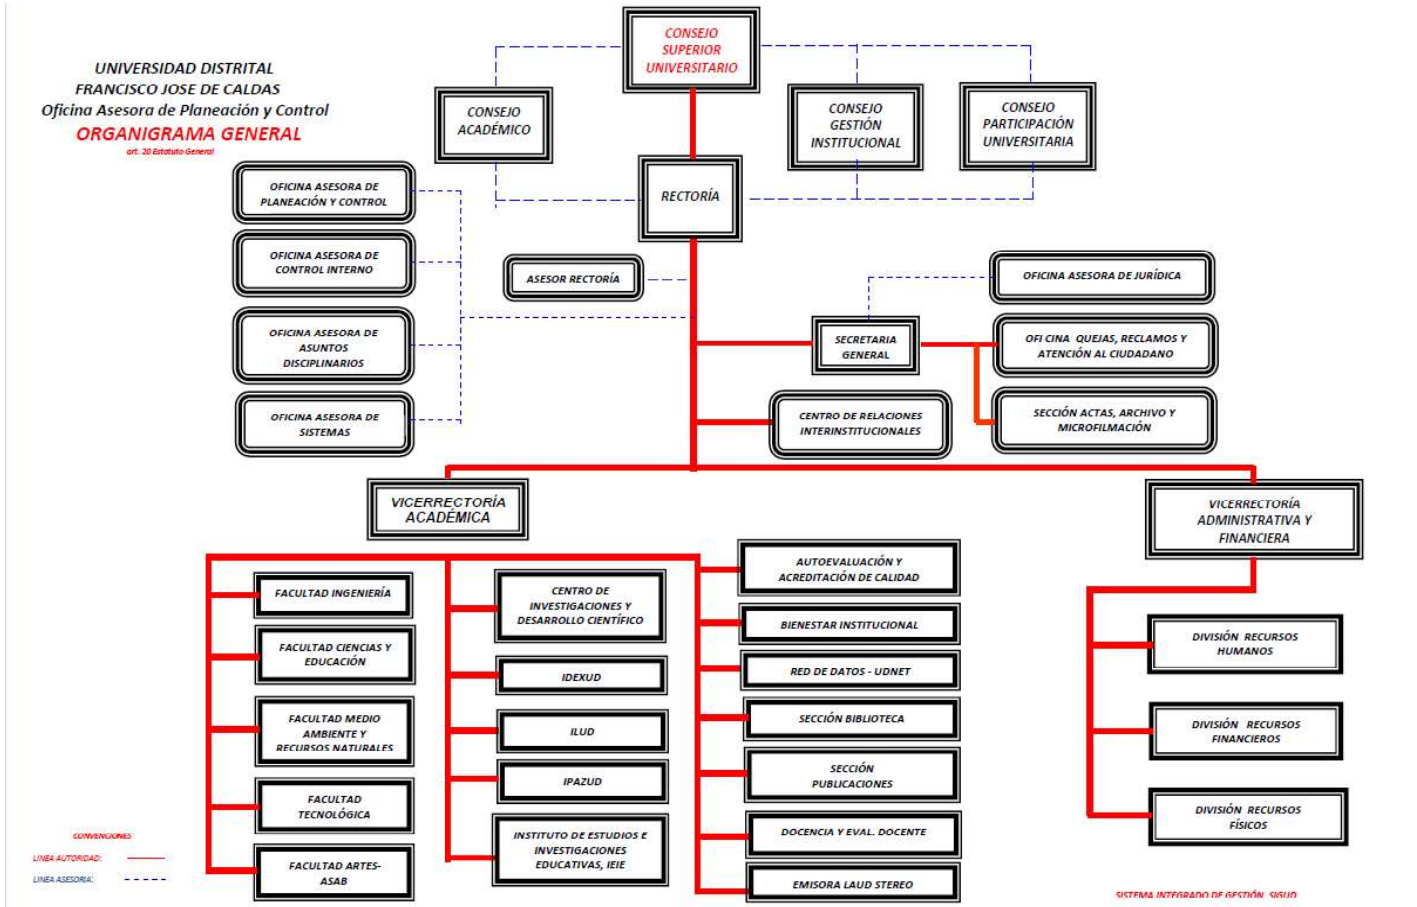 UNIVERSIDAD DISTRITAL
FRANCISCO JOSE DE CALDAS
Oficina Asesora de Planeación y Control
ORGANIGRAMA GENERAL
art. 20 Estatuto General
CONSEJO
SUPERIOR
UNIVERSITARIO
CONSEJO
ACADÉMICO
CONSEJO
GESTIÓN
INSTITUCIONAL
CONSEJO
PARTICIPACIÓN
UNIVERSITARIA
RECTORÍA
OFICINA ASESORA DE
PLANEACIÓN Y CONTROL
OFICINA ASESORA DE
CONTROL INTERNO
OFICINA ASESORA DE
ASUNTOS
DISCIPLINARIOS
OFICINA ASESORA DE
SISTEMAS
ASESOR RECTORÍA
OFICINA ASESORA DE JURÍDICA
SECRETARIA
GENERAL
OFI CINA QUEJAS, RECLAMOS Y
ATENCIÓN AL CIUDADANO
CENTRO DE RELACIONES
INTERINSTITUCIONALES
SECCIÓN ACTAS, ARCHIVO Y
MICROFILMACIÓN
VICERRECTORÍA
ACADÉMICA
VICERRECTORÍA
ADMINISTRATIVA Y
FINANCIERA
FACULTAD INGENIERÍA
FACULTAD CIENCIAS Y
EDUCACIÓN
FACULTAD MEDIO
AMBIENTE Y
RECURSOS NATURALES
FACULTAD
TECNOLÓGICA
FACULTAD ARTES-
ASAB
CENTRO DE
INVESTIGACIONES Y
DESARROLLO CIENTÍFICO
IDEXUD
ILUD
IPAZUD
INSTITUTO DE ESTUDIOS E
INVESTIGACIONES
EDUCATIVAS, IEIE
AUTOEVALUACIÓN Y
ACREDITACIÓN DE CALIDAD
BIENESTAR INSTITUCIONAL
RED DE DATOS - UDNET
SECCIÓN BIBLIOTECA
SECCIÓN
PUBLICACIONES
DOCENCIA Y EVAL. DOCENTE
EMISORA LAUD STEREO
DIVISIÓN RECURSOS
HUMANOS
DIVISIÓN RECURSOS
FINANCIEROS
DIVISIÓN RECURSOS
FÍSICOS
CONVENCIONES
LINEA AUTORIDAD:
LINEA ASESORIA:
SISTEMA INTEGRADO DE GESTIÓN SIGUD